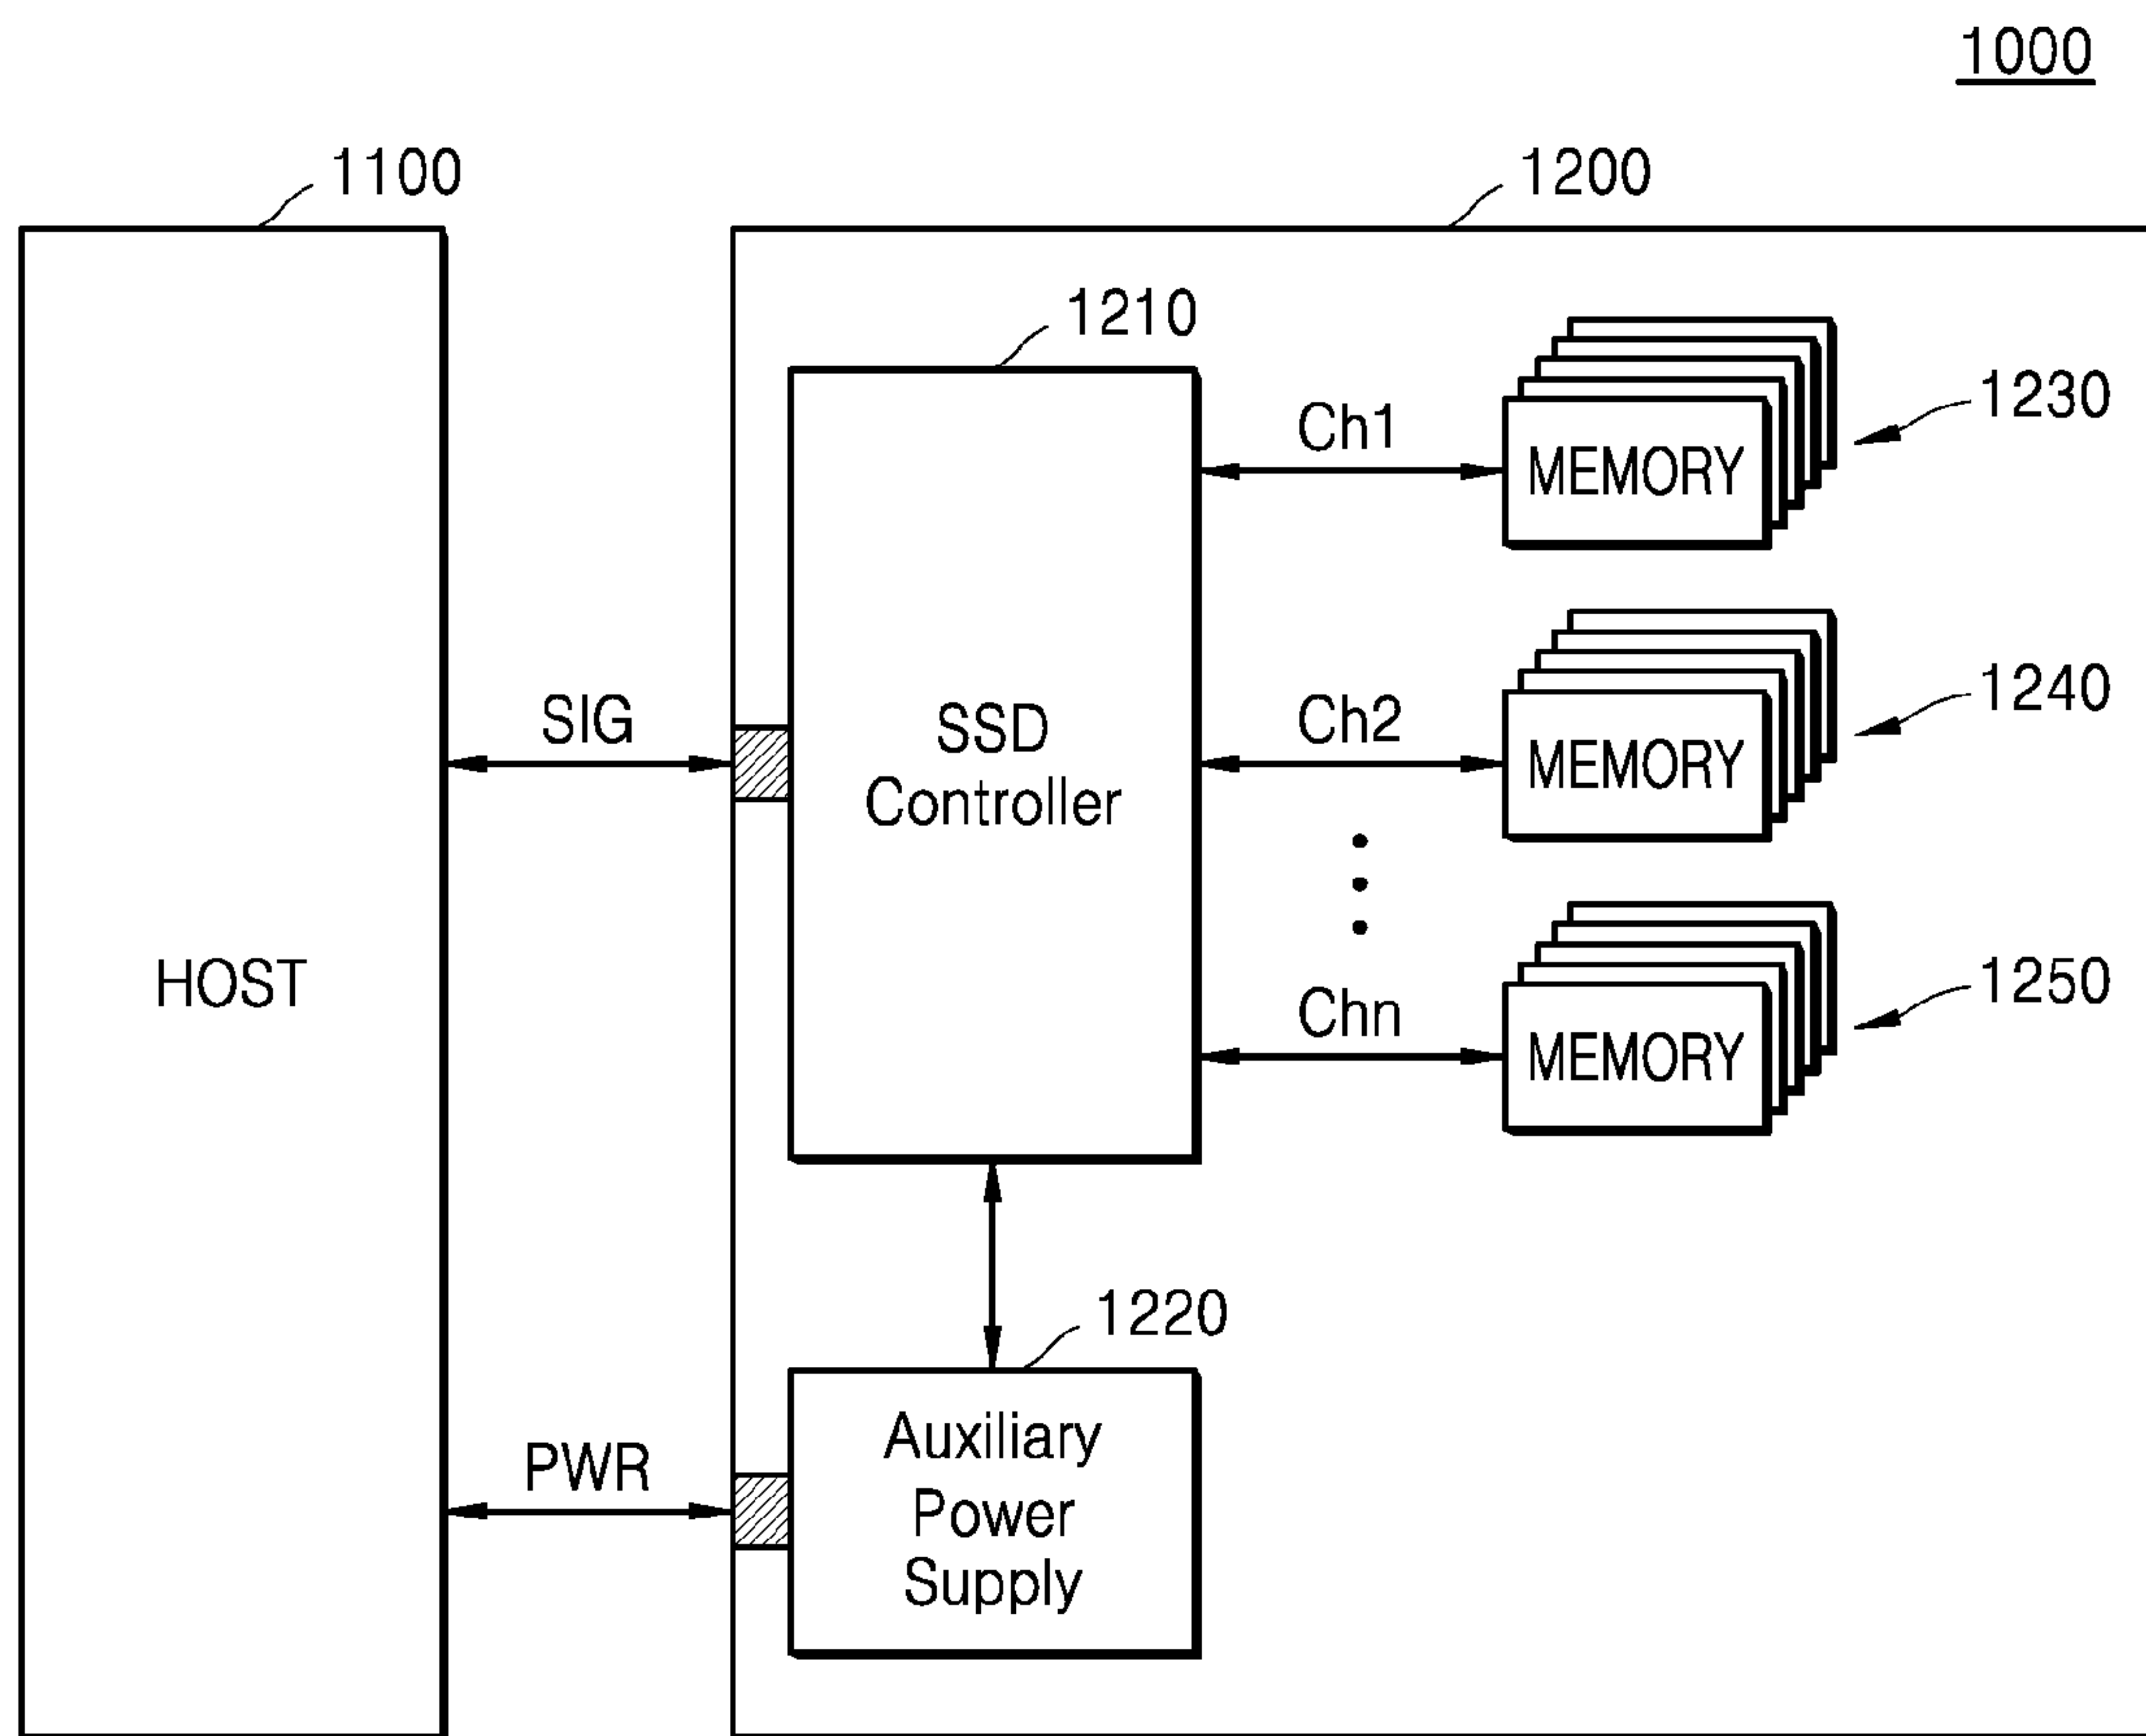 1000
1100
1200
1210
1230
Ch1
MEMORY
1240
SIG
SSD
Controller
Ch2
MEMORY
HOST
1250
Chn
MEMORY
1220
PWR
Auxiliary
Power
Supply